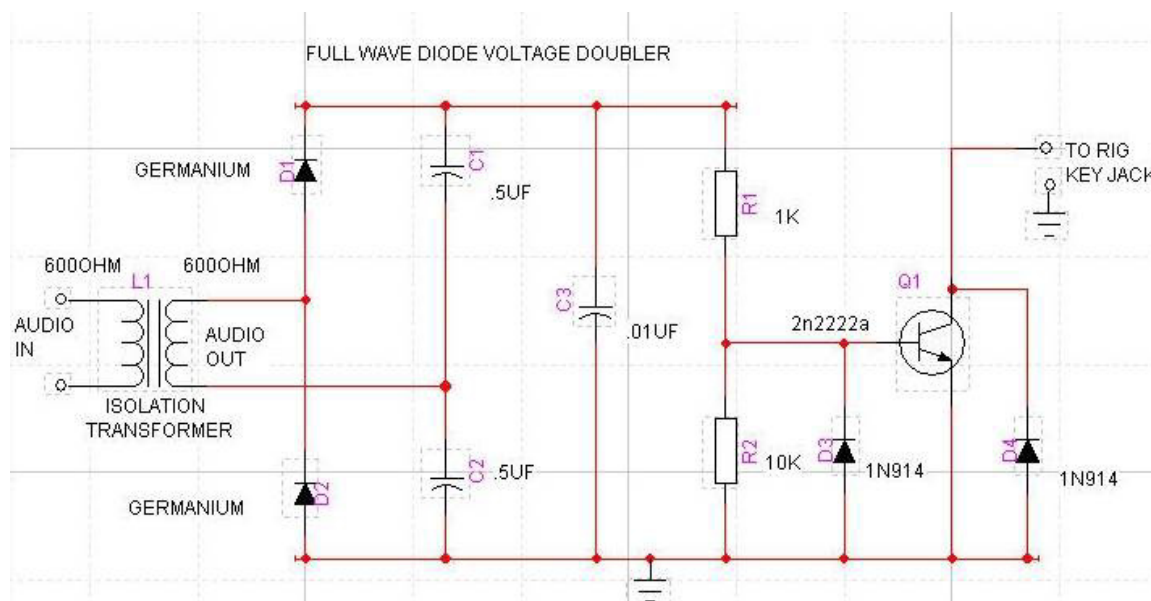 FULL WAVE DIODE VOLTAGE DOUBLER
GERMANIUM
D1
C1
.5UF
TO RIG
KEY JACK
R1
1K
600OHM
600OHM
L1
AUDIO
IN
AUDIO
OUT
C3
.01UF
Q1
2n2222a
ISOLATION
TRANSFORMER
GERMANIUM
D2
C2
.5UF
R2
10K
D3
1N914
D4
1N914